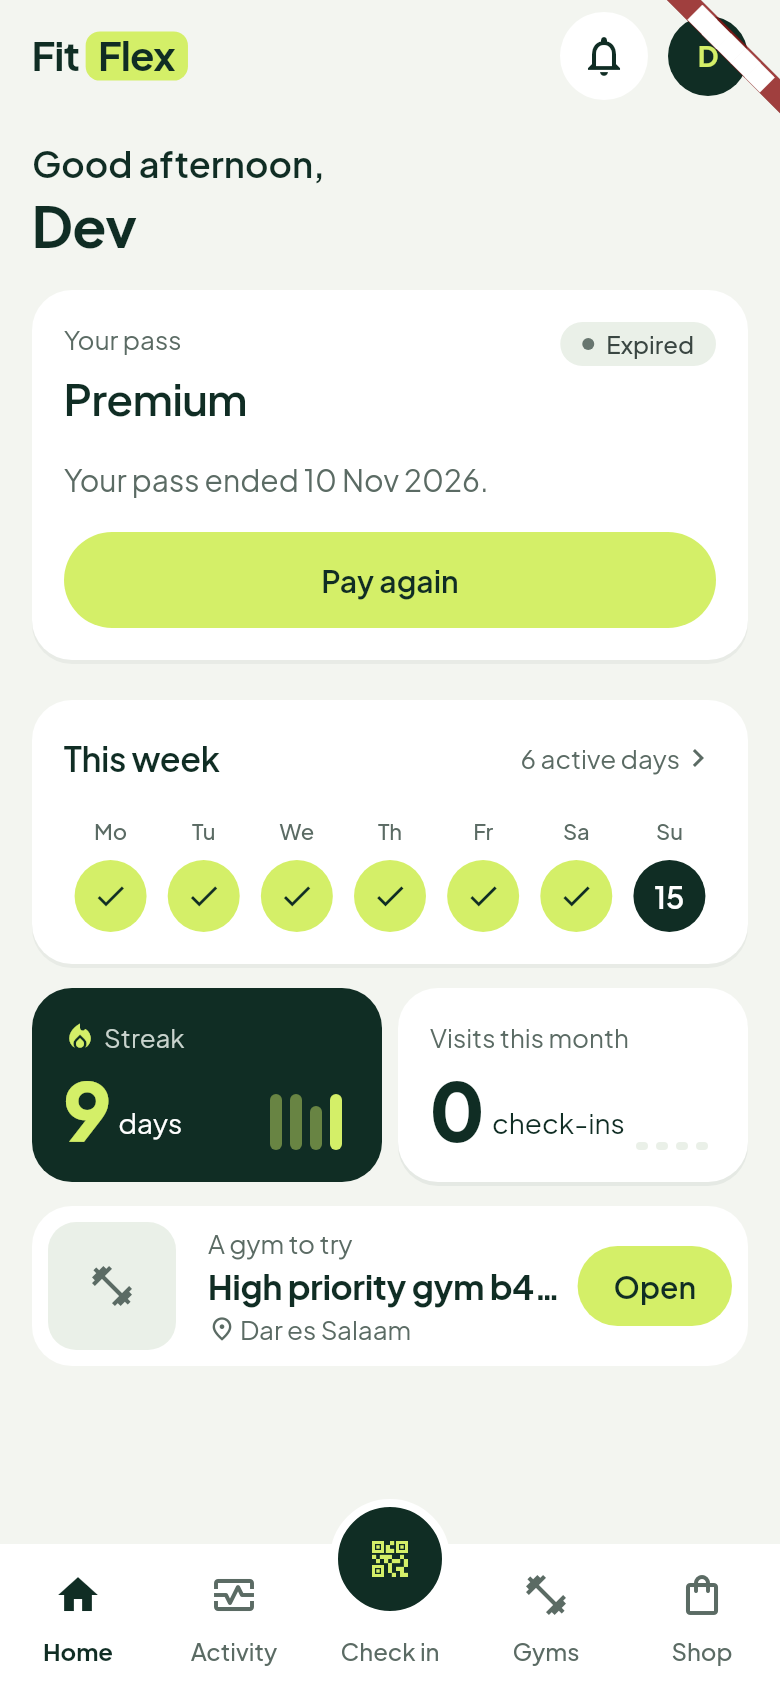 Fit Flex
D
Good afternoon,
Dev
Your pass
Expired
Premium
Your pass ended 10 Nov 2026.
Pay again
This week
6 active days
Mo Tu We Th Fr Sa Su
15
Streak
9 days
Visits this month
0 check-ins
A gym to try
High priority gym b4...
Dar es Salaam
Open
Home
Activity
Check in
Gyms
Shop